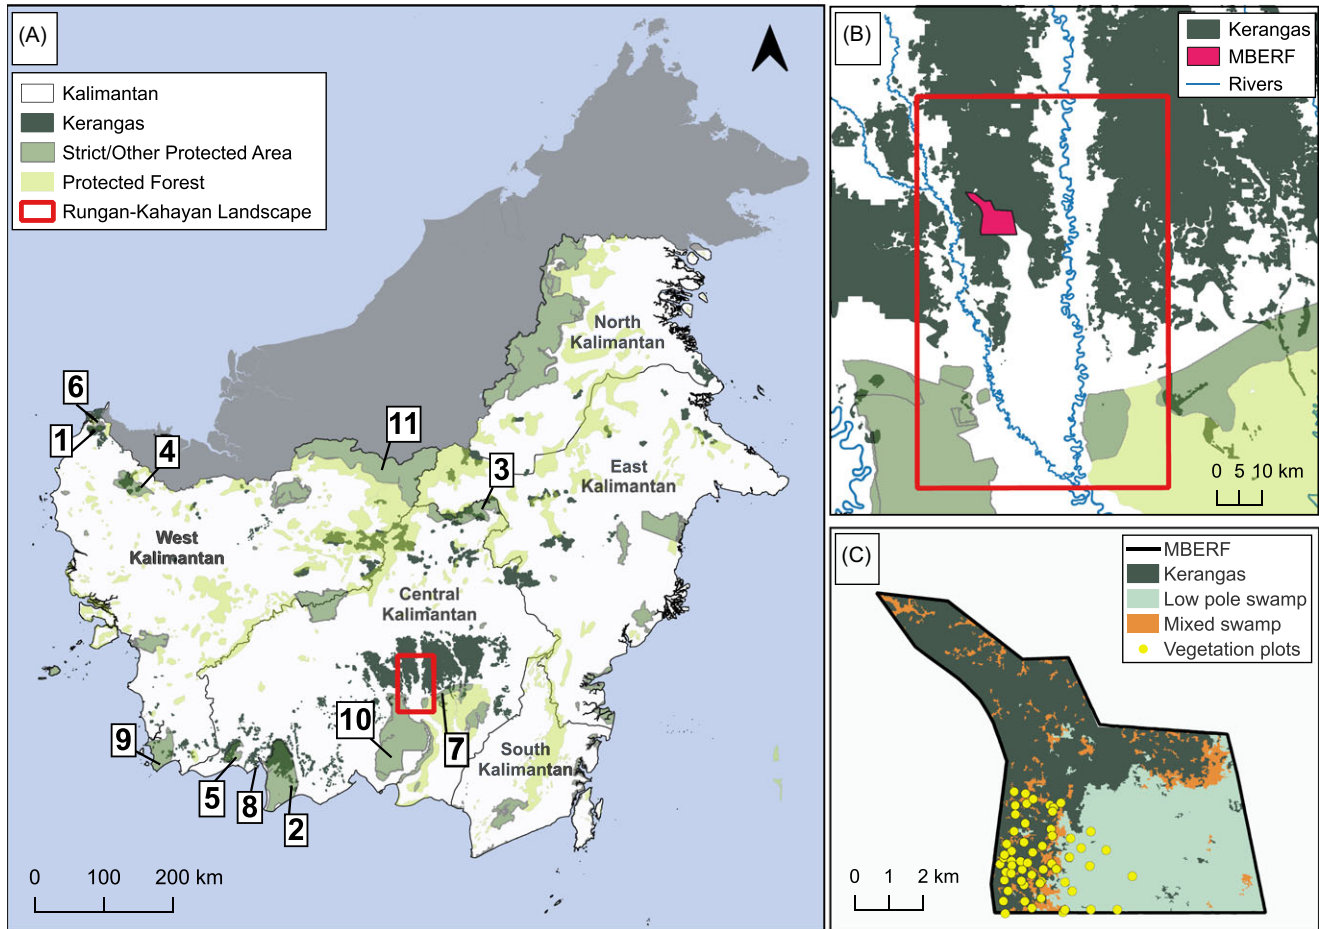 (A)
Kalimantan
Kerangas
Strict/Other Protected Area
Protected Forest
Rungan-Kahayan Landscape
North
Kalimantan
6
1
4
11
3
East
Kalimantan
West
Kalimantan
Central
Kalimantan
10
7
9
5
8
2
South
Kalimantan
0 100 200 km
(B)
Kerangas
MBERF
Rivers
0 5 10 km
(C)
MBERF
Kerangas
Low pole swamp
Mixed swamp
Vegetation plots
0 1 2 km